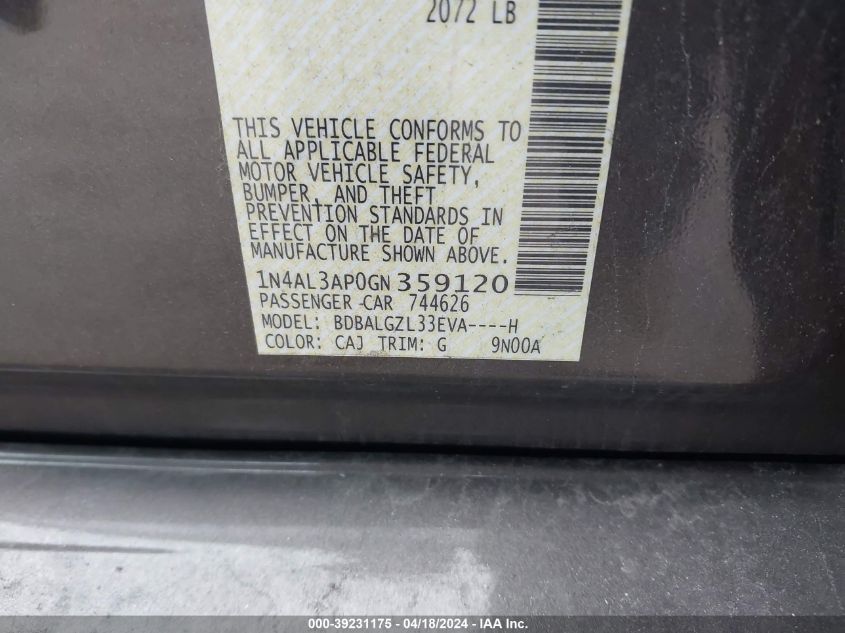 2072 LB
THIS VEHICLE CONFORMS TO
ALL APPLICABLE FEDERAL
MOTOR VEHICLE SAFETY,
BUMPER, AND THEFT
PREVENTION STANDARDS IN
EFFECT ON THE DATE OF
MANUFACTURE SHOWN ABOVE.
1N4AL3AP0GN 359120
PASSENGER CAR 744626
MODEL: BDBALGZL33EVA----H
COLOR: CAJ TRIM: G 9N00A
000-39231175 - 04/18/2024 - IAA Inc.